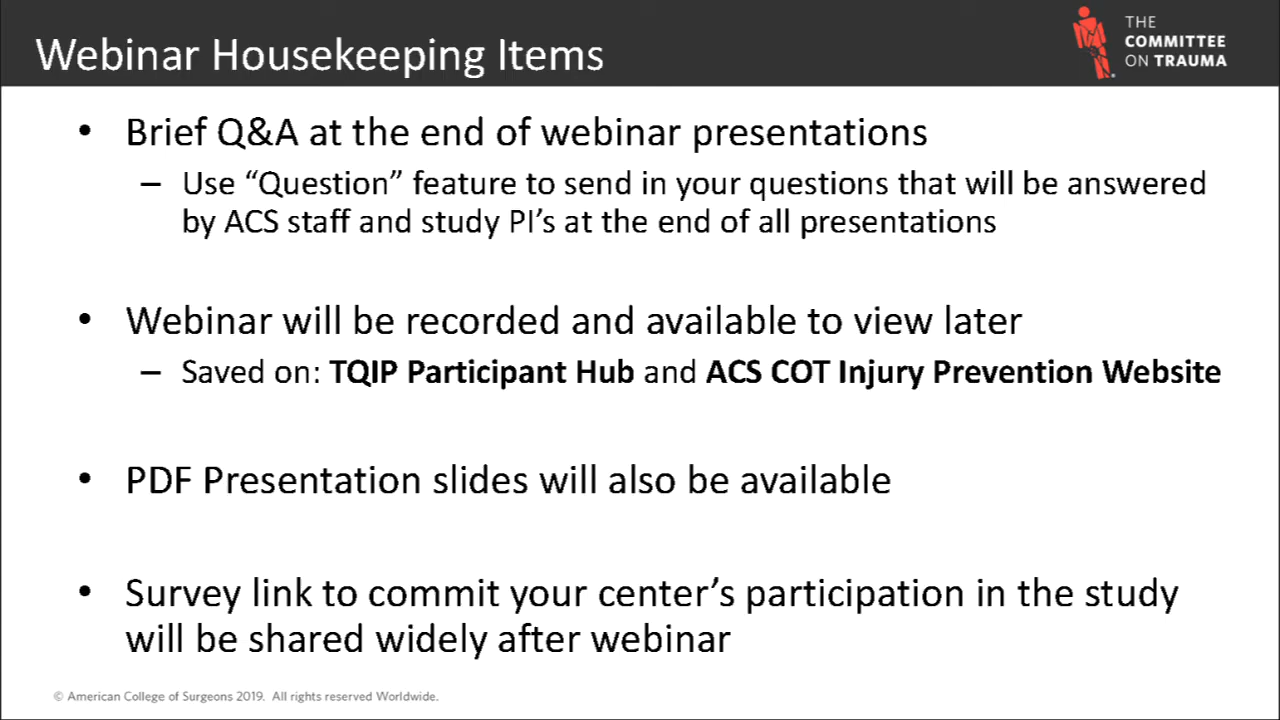 Webinar Housekeeping Items
THE
COMMITTEE
ON TRAUMA
• Brief Q&A at the end of webinar presentations
– Use “Question” feature to send in your questions that will be answered
by ACS staff and study PI’s at the end of all presentations
• Webinar will be recorded and available to view later
– Saved on: TQIP Participant Hub and ACS COT Injury Prevention Website
• PDF Presentation slides will also be available
• Survey link to commit your center’s participation in the study
will be shared widely after webinar
© American College of Surgeons 2019. All rights reserved Worldwide.